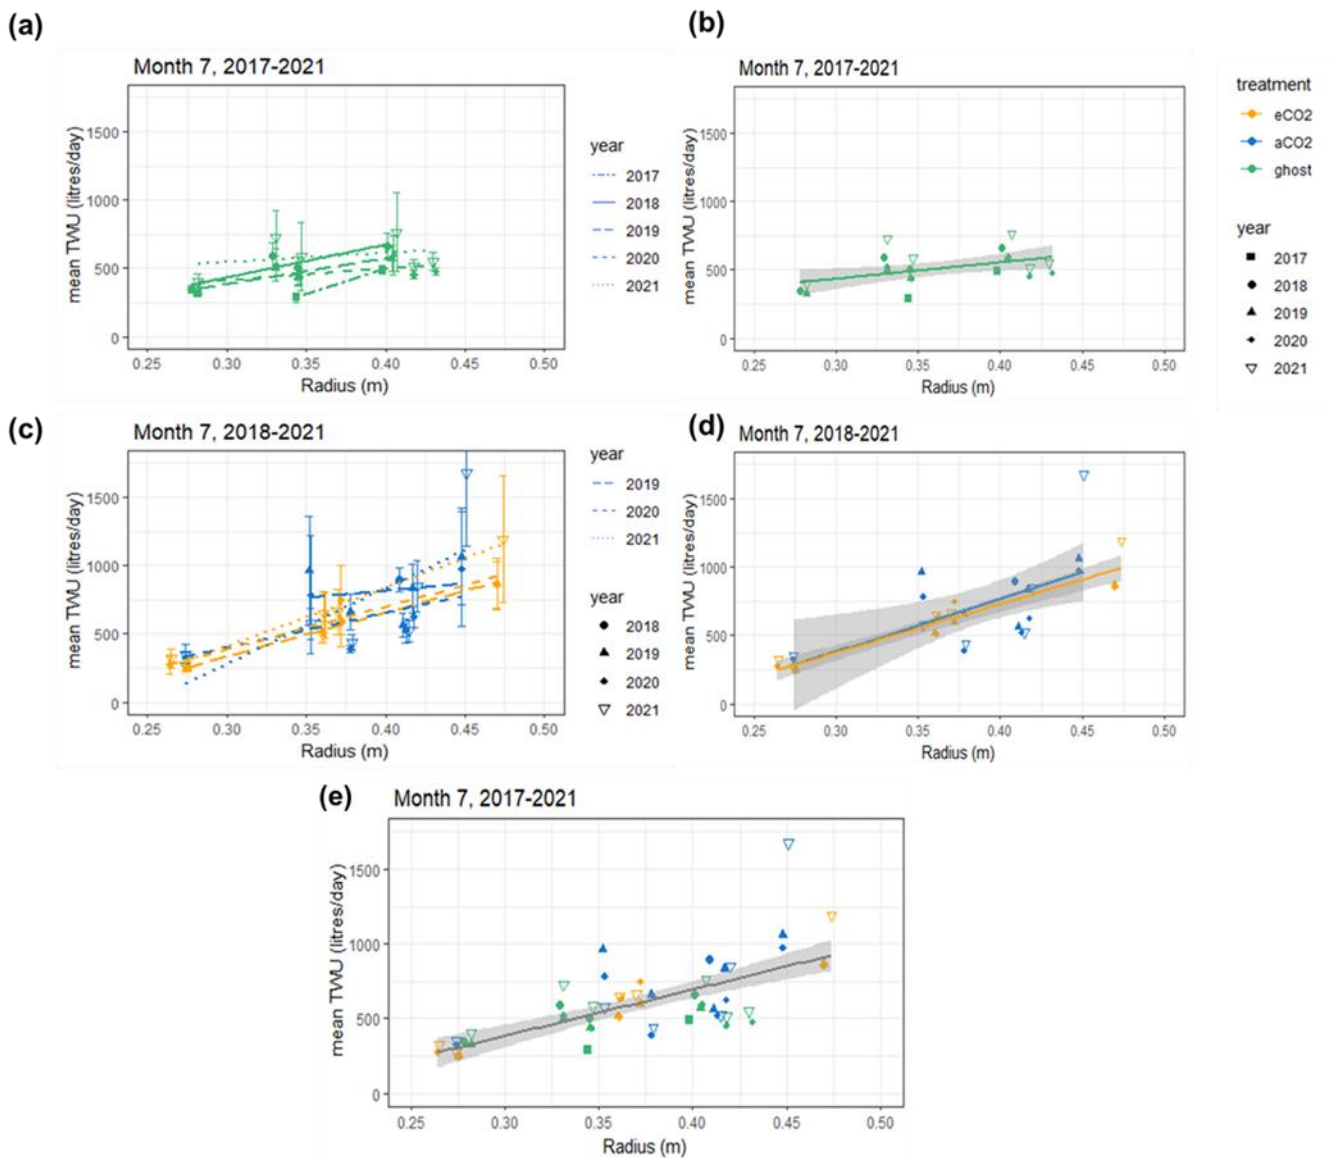 (a)
Month 7, 2017-2021
mean TWU (litres/day)
1500
1000
500
0
0.25 0.30 0.35 0.40 0.45 0.50
Radius (m)
year
2017
2018
2019
2020
2021
(b)
Month 7, 2017-2021
mean TWU (litres/day)
1500
1000
500
0
0.25 0.30 0.35 0.40 0.45 0.50
Radius (m)
treatment
eCO2
aCO2
ghost
year
2017
2018
2019
2020
2021
(c)
Month 7, 2018-2021
mean TWU (litres/day)
1500
1000
500
0
0.25 0.30 0.35 0.40 0.45 0.50
Radius (m)
year
2019
2020
2021
year
2018
2019
2020
2021
(d)
Month 7, 2018-2021
mean TWU (litres/day)
1500
1000
500
0
0.25 0.30 0.35 0.40 0.45 0.50
Radius (m)
(e)
Month 7, 2017-2021
mean TWU (litres/day)
1500
1000
500
0
0.25 0.30 0.35 0.40 0.45 0.50
Radius (m)